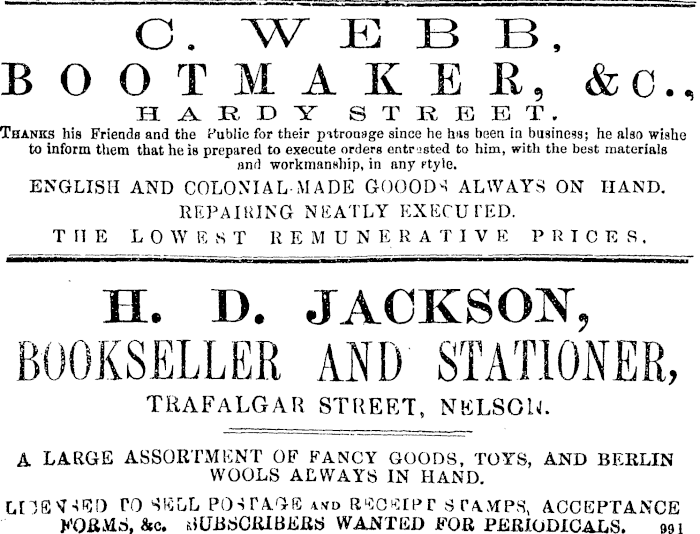 C. WEBB,
BOOTMAKER, &c.,
HARDY STREET.
THANKS his Friends and the Public for their patronage since he has been in business; he also wishe
to inform them that he is prepared to execute orders entrusted to him, with the best materials
and workmanship, in any style.
ENGLISH AND COLONIAL-MADE GOOODS ALWAYS ON HAND.
REPAIRING NEATLY EXECUTED.
THE LOWEST REMUNERATIVE PRICES.
H. D. JACKSON,
BOOKSELLER AND STATIONER,
TRAFALGAR STREET, NELSON.
A LARGE ASSORTMENT OF FANCY GOODS, TOYS, AND BERLIN
WOOLS ALWAYS IN HAND.
LICENSED TO SELL POSTAGE AND RECEIPT STAMPS, ACCEPTANCE
FORMS, &c. SUBSCRIBERS WANTED FOR PERIODICALS. 991